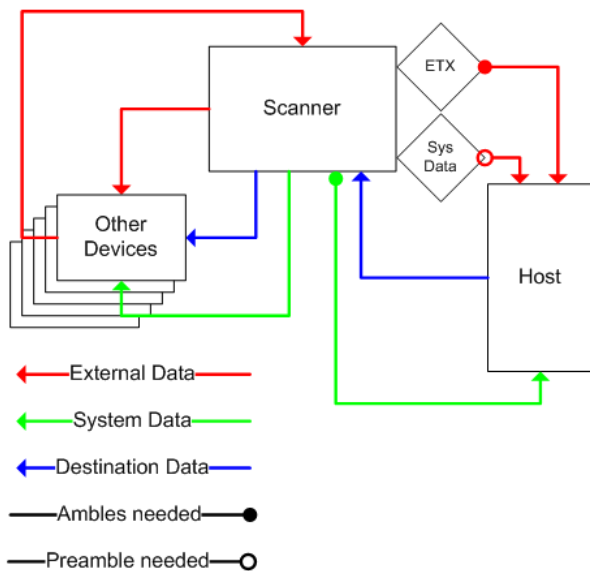 Scanner
ETX
Sys
Data
Other
Devices
Host
External Data
System Data
Destination Data
Ambles needed
Preamble needed